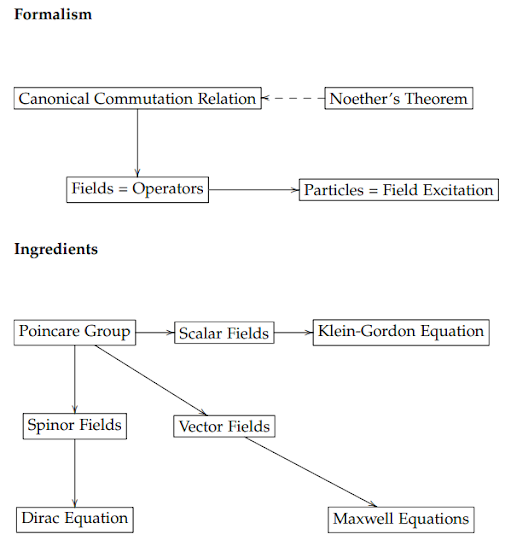 Formalism
Canonical Commutation Relation
Noether's Theorem
Fields = Operators
Particles = Field Excitation
Ingredients
Poincare Group
Scalar Fields
Klein-Gordon Equation
Spinor Fields
Vector Fields
Dirac Equation
Maxwell Equations